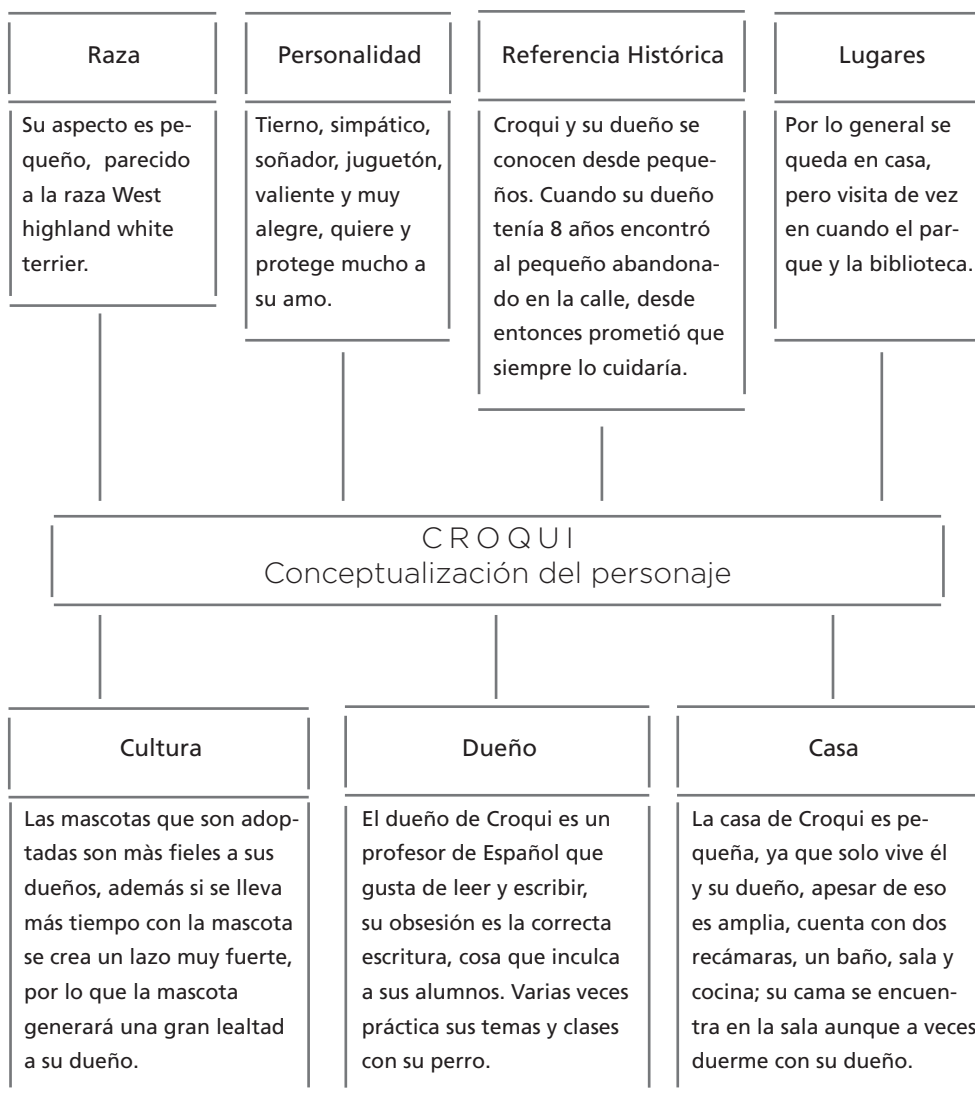 Raza
Su aspecto es pe-
queño, parecido
a la raza West
highland white
terrier.
Personalidad
Tierno, simpático,
soñador, juguetón,
valiente y muy
alegre, quiere y
protege mucho a
su amo.
Referencia Histórica
Croqui y su dueño se
conocen desde peque-
ños. Cuando su dueño
tenía 8 años encontró
al pequeño abandona-
do en la calle, desde
entonces prometió que
siempre lo cuidaría.
Lugares
Por lo general se
queda en casa,
pero visita de vez
en cuando el par-
que y la biblioteca.
CROQUI
Conceptualización del personaje
Cultura
Las mascotas que son adop-
tadas son màs fieles a sus
dueños, además si se lleva
más tiempo con la mascota
se crea un lazo muy fuerte,
por lo que la mascota
generará una gran lealtad
a su dueño.
Dueño
El dueño de Croqui es un
profesor de Español que
gusta de leer y escribir,
su obsesión es la correcta
escritura, cosa que inculca
a sus alumnos. Varias veces
práctica sus temas y clases
con su perro.
Casa
La casa de Croqui es pe-
queña, ya que solo vive él
y su dueño, apesar de eso
es amplia, cuenta con dos
recámaras, un baño, sala y
cocina; su cama se encuen-
tra en la sala aunque a veces
duerme con su dueño.